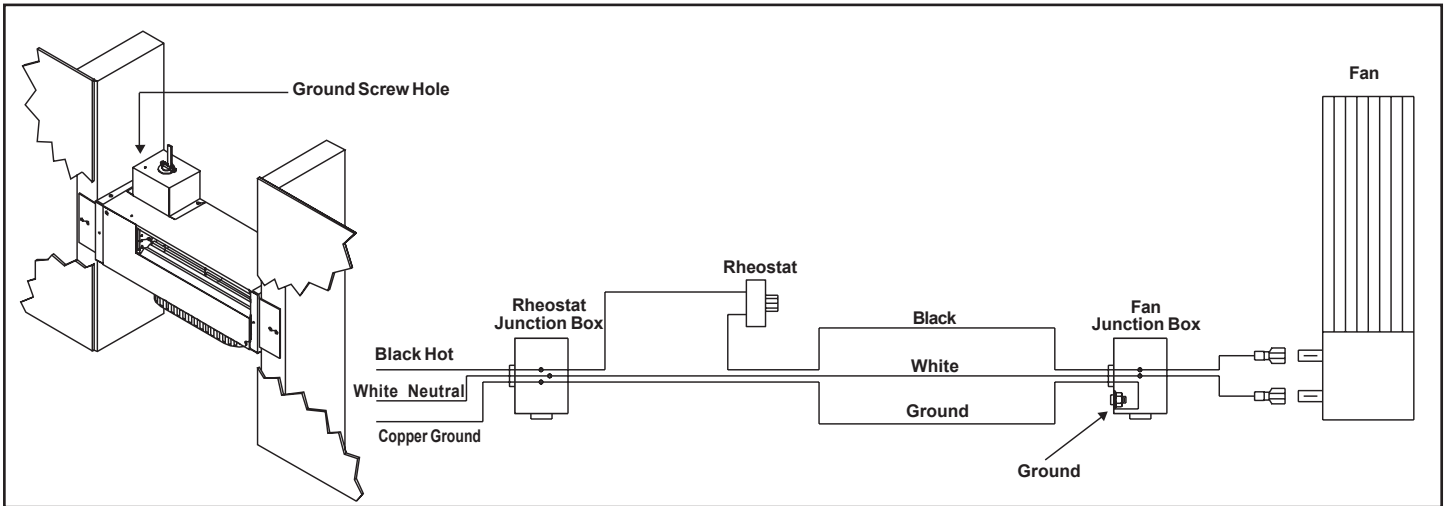 Ground Screw Hole
Fan
Rheostat
Rheostat
Junction Box
Black
Fan
Junction Box
Black Hot
White
White Neutral
Ground
Copper Ground
Ground